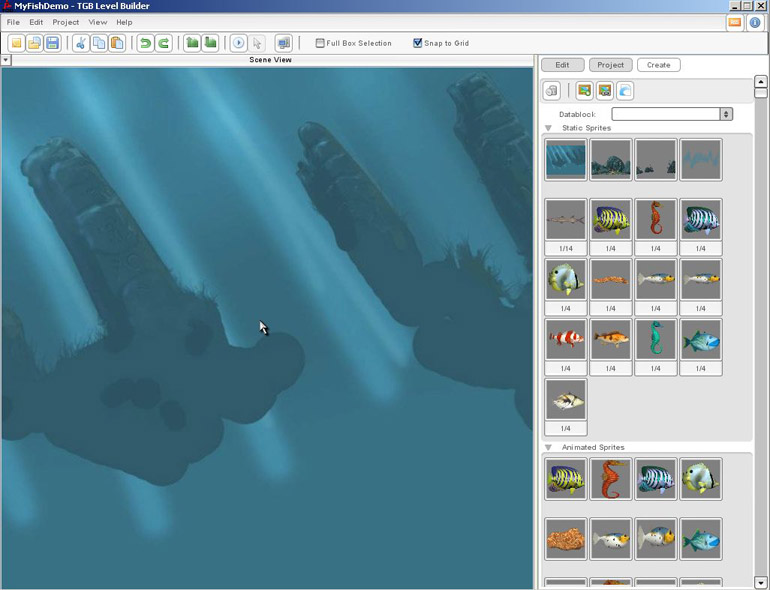 MyFishDemo - TGB Level Builder
File Edit Project View Help
Full Box Selection Snap to Grid
Scene View
Edit Project Create
Datablock:
Static Sprites
1/14 1/4 1/4 1/4
1/4 1/4 1/4 1/4
1/4 1/4 1/4 1/4
1/4
Animated Sprites